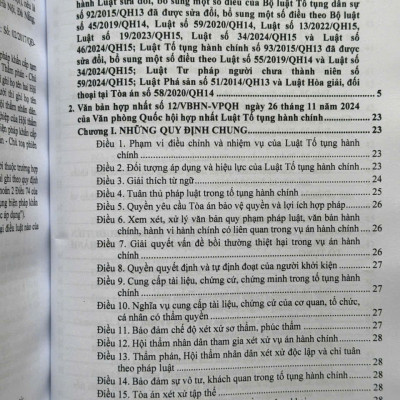 Luật sửa đổi, bổ sung một số điều của Bộ luật Tố tụng dân sự
số 92/2015/QH13 đã được sửa đổi, bổ sung một số điều theo Bộ luật
số 45/2019/QH14, Luật số 59/2020/QH14, Luật số 13/2022/QH15,
Luật số 19/2023/QH15, Luật số 34/2024/QH15 và Luật số
46/2024/QH15; Luật Tố tụng hành chính số 93/2015/QH13 đã được
sửa đổi, bổ sung một số điều theo Luật số 55/2019/QH14 và Luật số
34/2024/QH15; Luật Tư pháp người chưa thành niên số
59/2024/QH15; Luật Phá sản số 51/2014/QH13 và Luật Hòa giải, đối
thoại tại Tòa án số 58/2020/QH14 5
2. Văn bản hợp nhất số 12/VBHN-VPQH ngày 26 tháng 11 năm 2024
của Văn phòng Quốc hội hợp nhất Luật Tố tụng hành chính 23
Chương I. NHỮNG QUY ĐỊNH CHUNG 23
Điều 1. Phạm vi điều chỉnh và nhiệm vụ của Luật Tố tụng hành chính 25
Điều 2. Đối tượng áp dụng và hiệu lực của Luật Tố tụng hành chính 25
Điều 3. Giải thích từ ngữ 25
Điều 4. Tuân thủ pháp luật trong tố tụng hành chính 26
Điều 5. Quyền yêu cầu Tòa án bảo vệ quyền và lợi ích hợp pháp 26
Điều 6. Xem xét, xử lý văn bản quy phạm pháp luật, văn bản hành
chính, hành vi hành chính có liên quan trong vụ án hành chính 26
Điều 7. Giải quyết vấn đề bồi thường thiệt hại trong vụ án hành
chính 27
Điều 8. Quyền quyết định và tự định đoạt của người khởi kiện 27
Điều 9. Cung cấp tài liệu, chứng cứ, chứng minh trong tố tụng hành
chính 27
Điều 10. Nghĩa vụ cung cấp tài liệu, chứng cứ của cơ quan, tổ chức,
cá nhân có thẩm quyền 27
Điều 11. Bảo đảm chế độ xét xử sơ thẩm, phúc thẩm 27
Điều 12. Hội thẩm nhân dân tham gia xét xử vụ án hành chính 28
Điều 13. Thẩm phán, Hội thẩm nhân dân xét xử độc lập và chỉ tuân
theo pháp luật 28
Điều 14. Bảo đảm sự vô tư, khách quan trong tố tụng hành chính 28
Điều 15. Tòa án xét xử tập thể 28